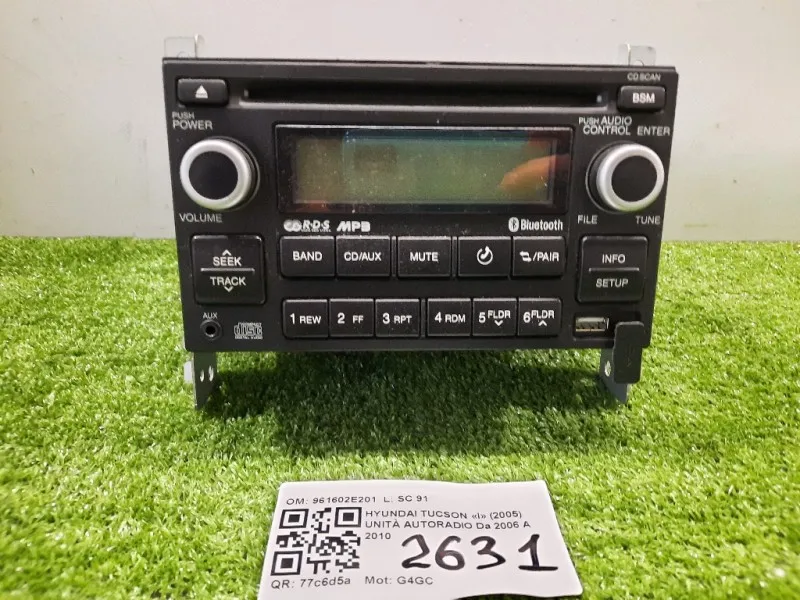 CD SCAN
BSM
PUSH
POWER
PUSH AUDIO
CONTROL ENTER
VOLUME
FILE TUNE
R·D·S MP3
Bluetooth
SEEK
TRACK
BAND CD/AUX MUTE /PAIR
INFO
SETUP
AUX
1 REW 2 FF 3 RPT 4 RDM 5 FLDR 6 FLDR
OM: 961602E201 L. SC 91
HYUNDAI TUCSON «I» (2005)
UNITÀ AUTORADIO Da 2006 A
2010
2631
QR: 77c6d5a Mot: G4GC